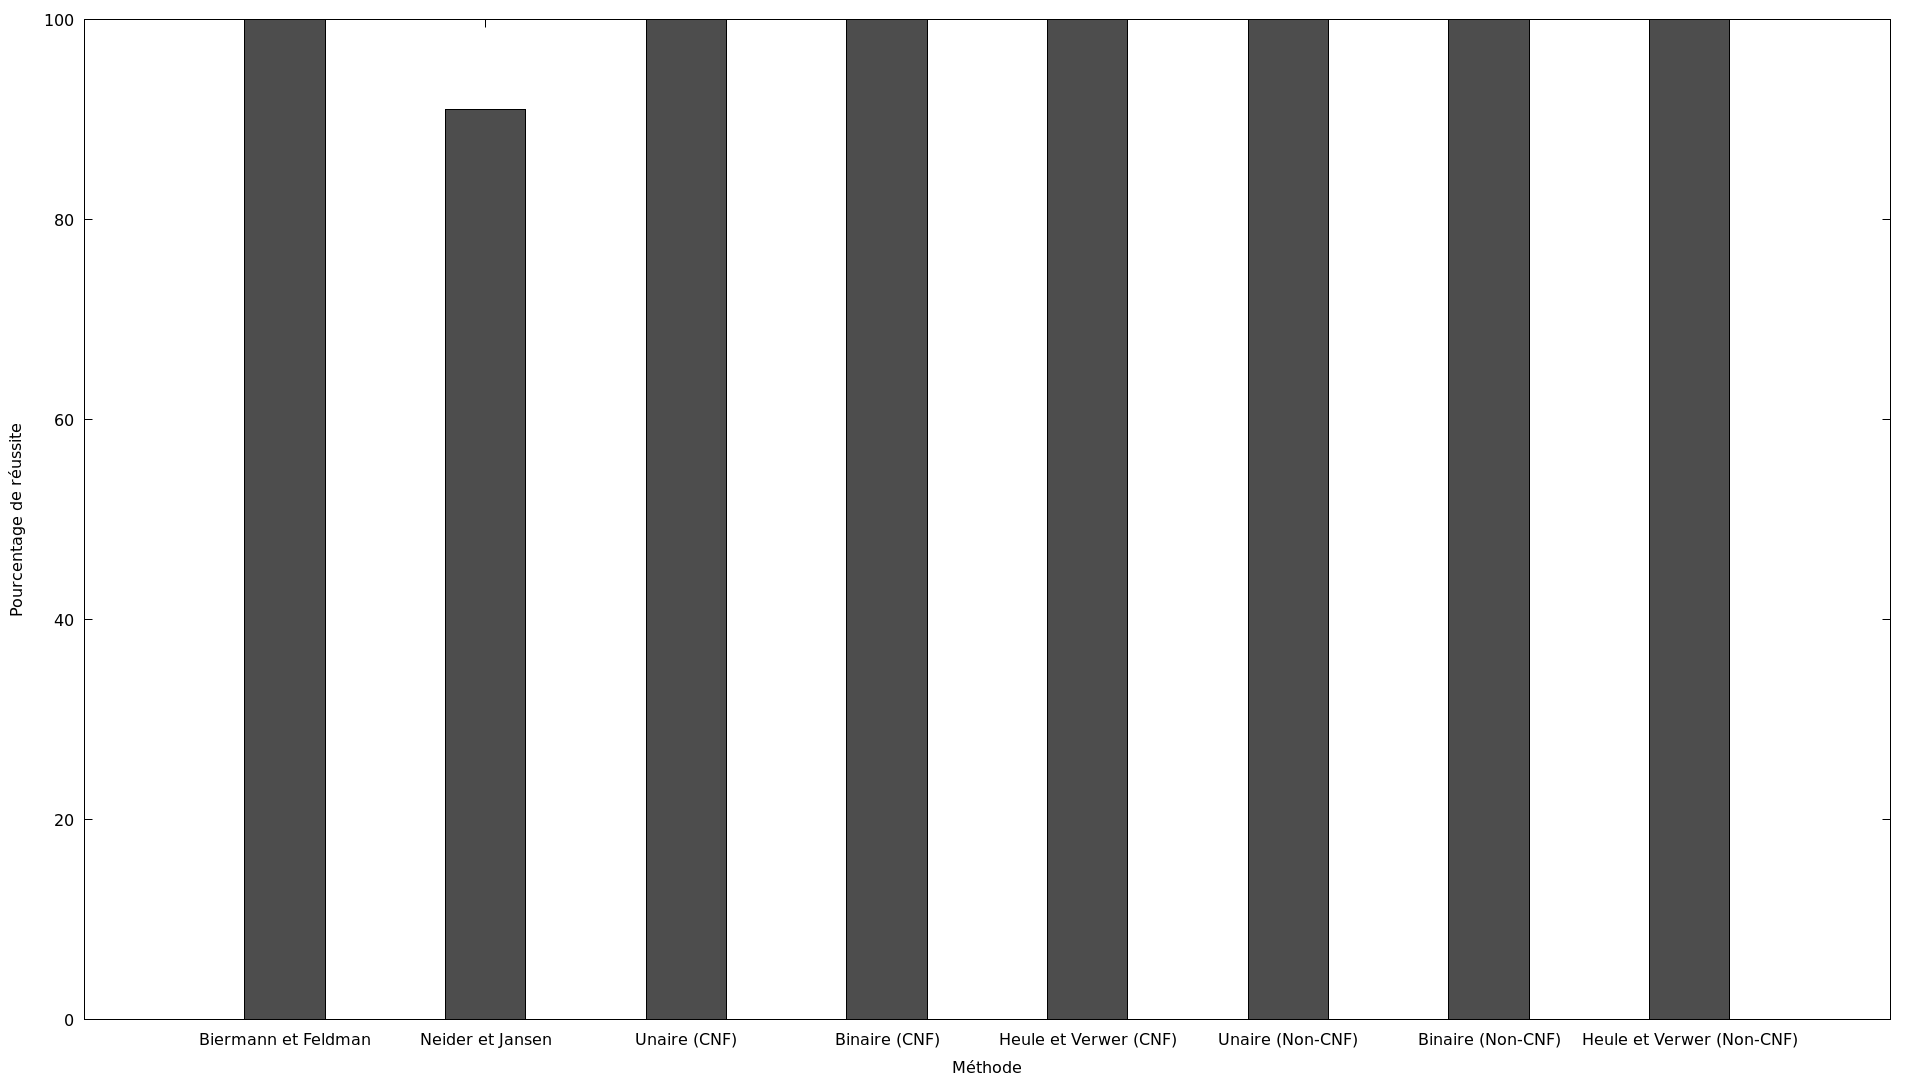 100
80
60
40
20
0
Pourcentage de réussite
Biermann et Feldman
Neider et Jansen
Unaire (CNF)
Binaire (CNF)
Heule et Verwer (CNF)
Unaire (Non-CNF)
Binaire (Non-CNF)
Heule et Verwer (Non-CNF)
Méthode